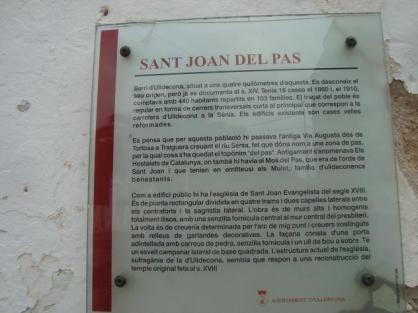 SANT JOAN DEL PAS
Barri d'Ulldecona, situat a uns quatre quilòmetres d'aquesta. Es desconeix el
seu origen, però ja es documenta al s. XIV. Tenia 16 cases el 1860 i, el 1910,
comptava amb 440 habitants repartits en 103 famílies. El traçat del poble és
regular en forma de carrers transversals curts al principal que correspon a la
carretera d'Ulldecona a la Sénia. Els edificis existents són cases velles
reformades.
Es pensa que per aquesta població hi passava l'antiga Via Augusta des de
Tortosa a Traiguera creuant el riu Sénia, fet que dóna nom a una zona de pas,
per la qual cosa s'ha quedat el topònim "del pas". Antigament s'anomenava Els
Hostalets de Catalunya, on també hi havia el Molí del Pas, que era de l'orde de
Sant Joan i que tenien en emfiteusi els Mulet, família d'ulldeconencs
benestants.
Com a edifici públic hi ha l'església de Sant Joan Evangelista del segle XVIII.
És de planta rectangular dividida en quatre trams i dues capelles laterals entre
els contraforts i la sagristia lateral. L'obra és de murs alts i homogenis
totalment llisos, amb una senzilla fornícula central al mur central del presbiteri.
La volta és de creueria determinada per l'arc de mig punt i creuers sostinguts
amb relleus de garlandes decoratives. La façana consta d'una porta
adintellada amb carreus de pedra, senzilla fornícula i un ull de bou a sobre. Té
un esvelt campanar lateral de base quadrada. L'estructura actual de l'església,
sufragània de la d'Ulldecona, sembla que respon a una reconstrucció del
temple original feta al s. XVIII
AJUNTAMENT D'ULLDECONA